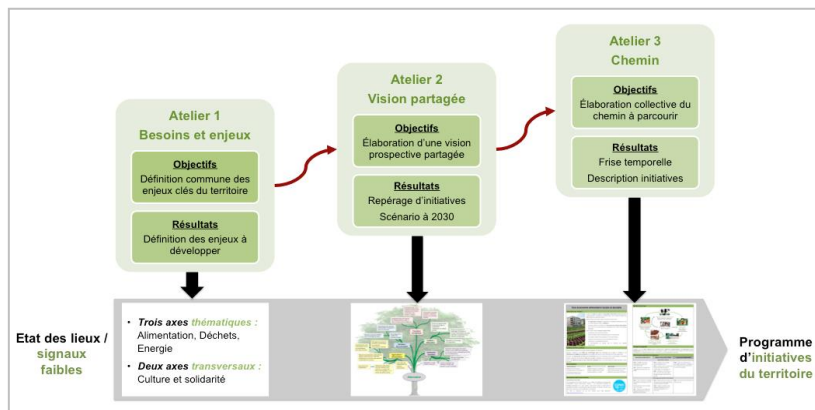 Atelier 1
Besoins et enjeux
Objectifs
Définition commune des
enjeux clés du territoire
Résultats
Définition des enjeux à
développer
Atelier 2
Vision partagée
Objectifs
Élaboration d'une vision
prospective partagée
Résultats
Repérage d'initiatives
Scénario à 2030
Atelier 3
Chemin
Objectifs
Élaboration collective du
chemin à parcourir
Résultats
Frise temporelle
Description initiatives
Etat des lieux /
signaux
faibles
• Trois axes thématiques :
Alimentation, Déchets,
Energie
• Deux axes transversaux :
Culture et solidarité
Programme
d'initiatives
du territoire